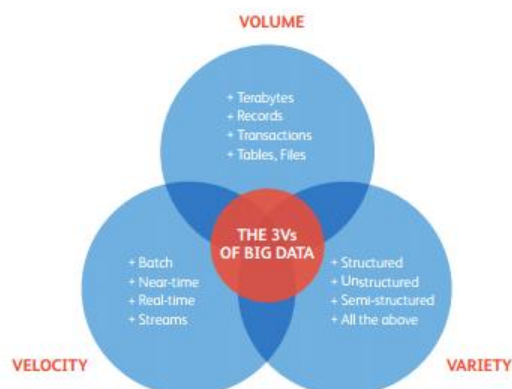 VOLUME
+ Terabytes
+ Records
+ Transactions
+ Tables, Files
THE 3Vs
OF BIG DATA
+ Batch
+ Near-time
+ Real-time
+ Streams
+ Structured
+ Unstructured
+ Semi-structured
+ All the above
VELOCITY
VARIETY